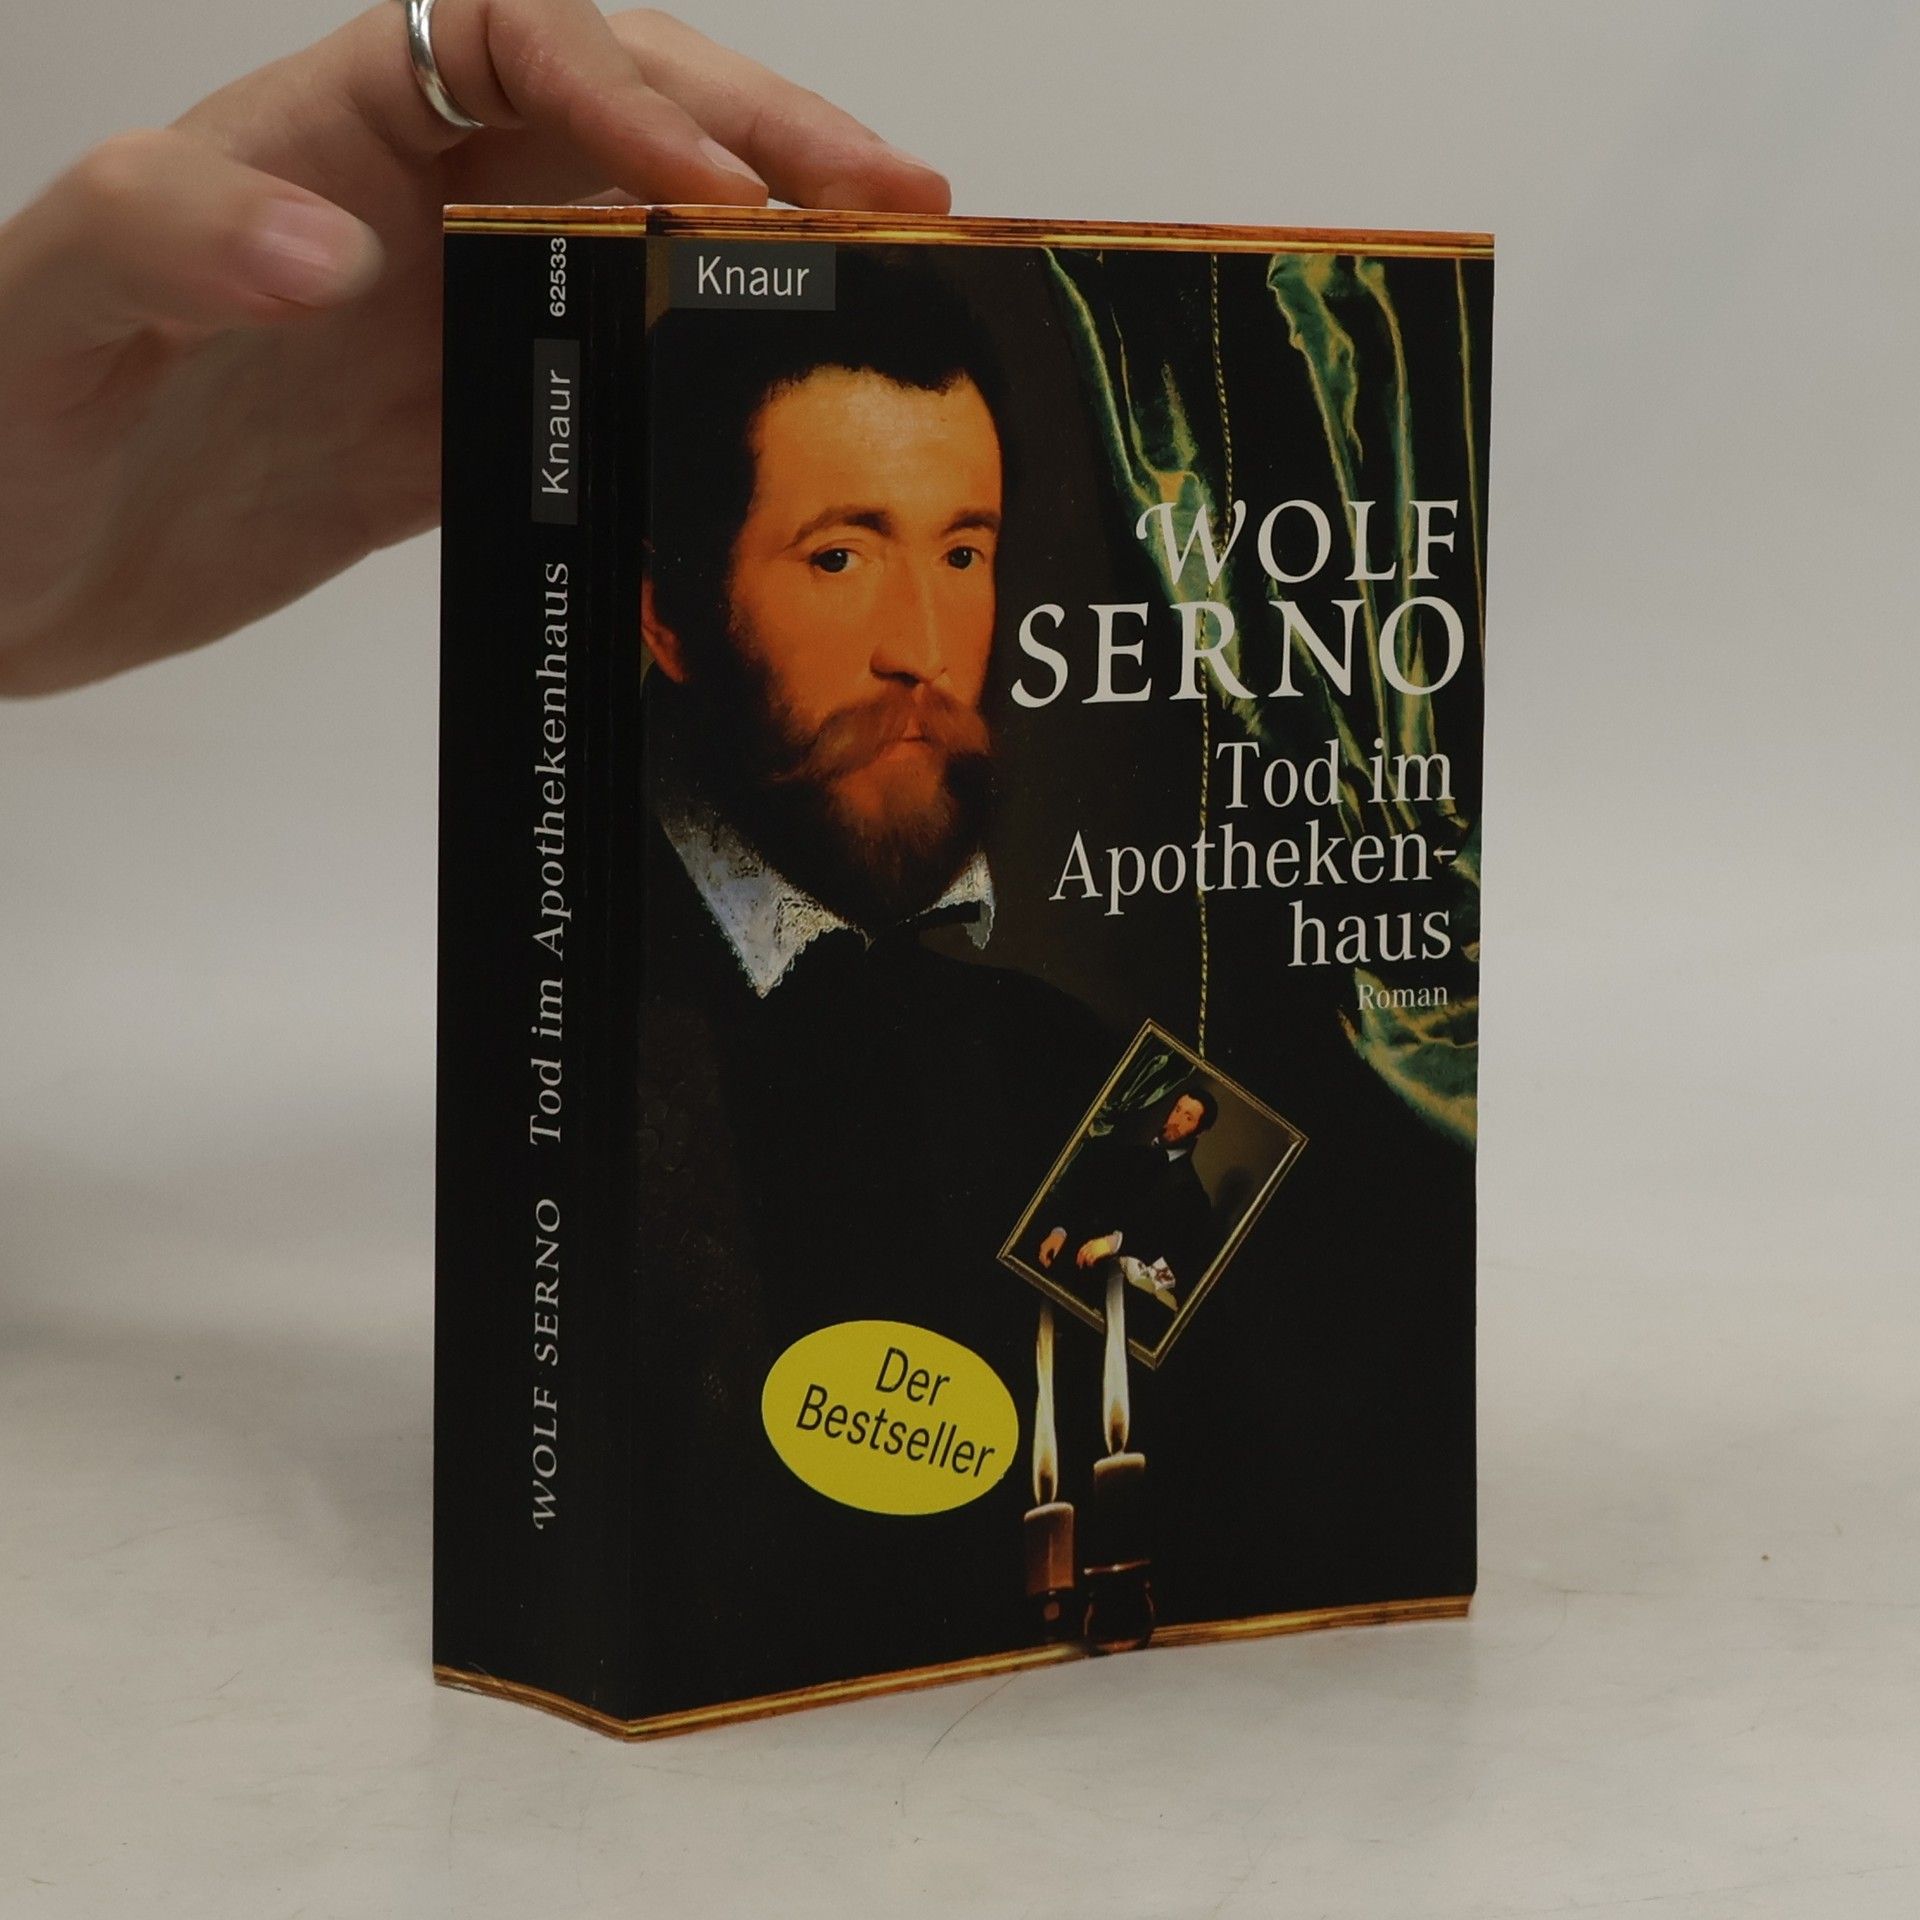 62533
Knaur
WOLF SERNO Tod im Apothekenhaus
Knaur
WOLF
SERNO
Tod im
Apotheken-
haus
Roman
Der
Bestseller